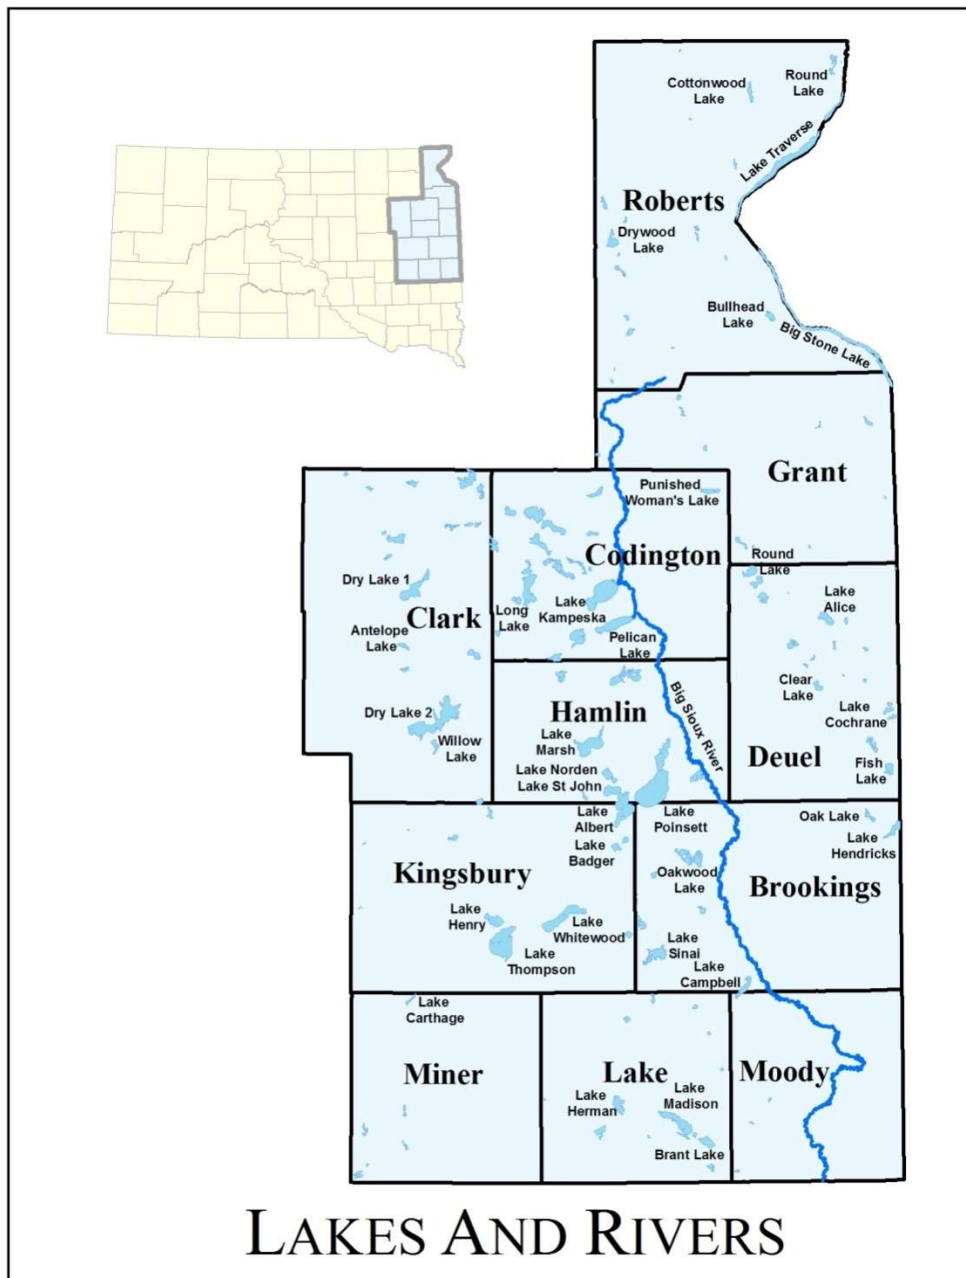 Cottonwood
Lake
Round
Lake
Lake Traverse
Roberts
Drywood
Lake
Bullhead
Lake
Big Stone Lake
Grant
Punished
Woman's Lake
Codington
Round
Lake
Dry Lake 1
Clark
Antelope
Lake
Long
Lake
Lake
Kampeska
Pelican
Lake
Lake
Alice
Clear
Lake
Lake
Cochrane
Deuel
Fish
Lake
Dry Lake 2
Willow
Lake
Hamlin
Big Sioux River
Lake
Marsh
Lake Norden
Lake St John
Lake
Albert
Lake
Badger
Lake
Poinsett
Oak Lake
Lake
Hendricks
Kingsbury
Oakwood
Lake
Brookings
Lake
Henry
Lake
Whitewood
Lake
Thompson
Lake
Sinai
Lake
Campbell
Lake
Carthage
Miner
Lake
Moody
Lake
Herman
Lake
Madison
Brant Lake
LAKES AND RIVERS